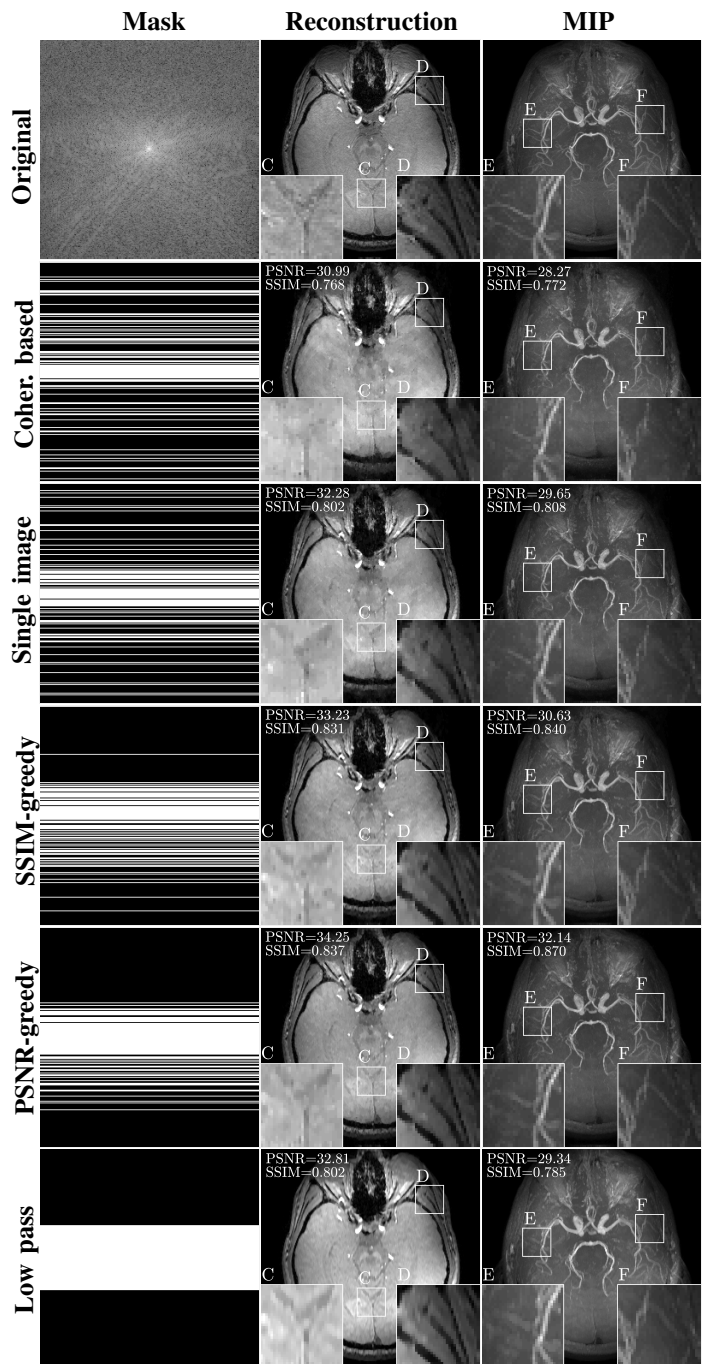 Mask Reconstruction MIP
Original
D
C
C
D
E
F
E
F
Coher. based
PSNR=30.99
SSIM=0.768
D
C
C
D
PSNR=28.27
SSIM=0.772
E
F
E
F
Single image
PSNR=32.28
SSIM=0.802
D
C
C
D
PSNR=29.65
SSIM=0.808
E
F
E
F
SSIM-greedy
PSNR=33.23
SSIM=0.831
D
C
C
D
PSNR=30.63
SSIM=0.840
E
F
E
F
PSNR-greedy
PSNR=34.25
SSIM=0.837
D
C
C
D
PSNR=32.14
SSIM=0.870
E
F
E
F
Low pass
PSNR=32.81
SSIM=0.802
D
C
C
D
PSNR=29.34
SSIM=0.785
E
F
E
F